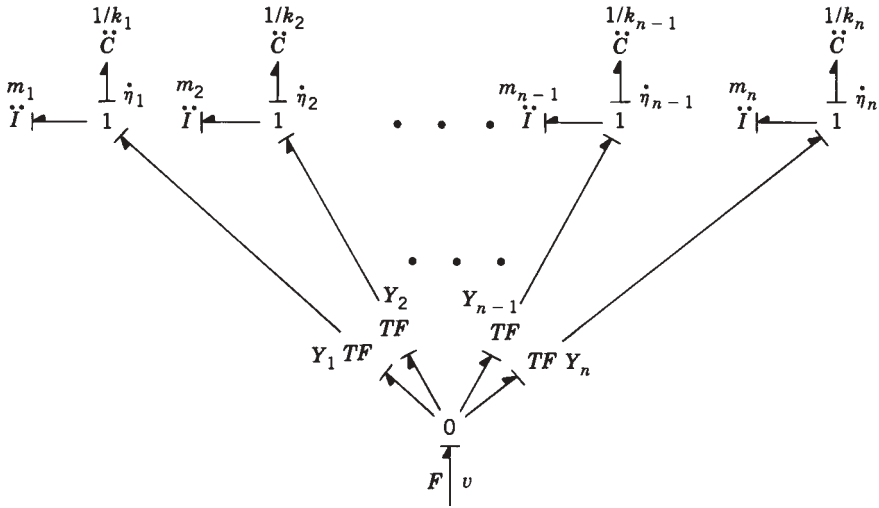 1/k₁ 1/k₂ 1/kₙ₋₁ 1/kₙ
C̈ C̈ C̈ C̈
m₁ η̇₁ m₂ η̇₂ mₙ₋₁ η̇ₙ₋₁ mₙ η̇ₙ
Ï 1 Ï 1 • • • Ï 1 Ï 1
• • •
Y₂ Yₙ₋₁
TF TF
Y₁ TF TF Yₙ
0
F v